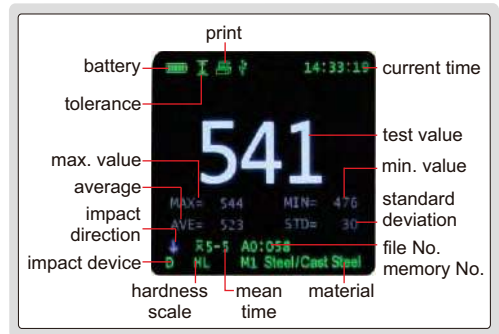 print
battery
14:33:19
current time
tolerance
541
test value
max. value
min. value
MAX= 544
MIN= 476
average
standard
deviation
AVE= 523
STD= 30
impact
direction
R5-5 A0:058
file No.
memory No.
impact device
D HL M1 Steel/Cast Steel
hardness
scale
mean
time
material